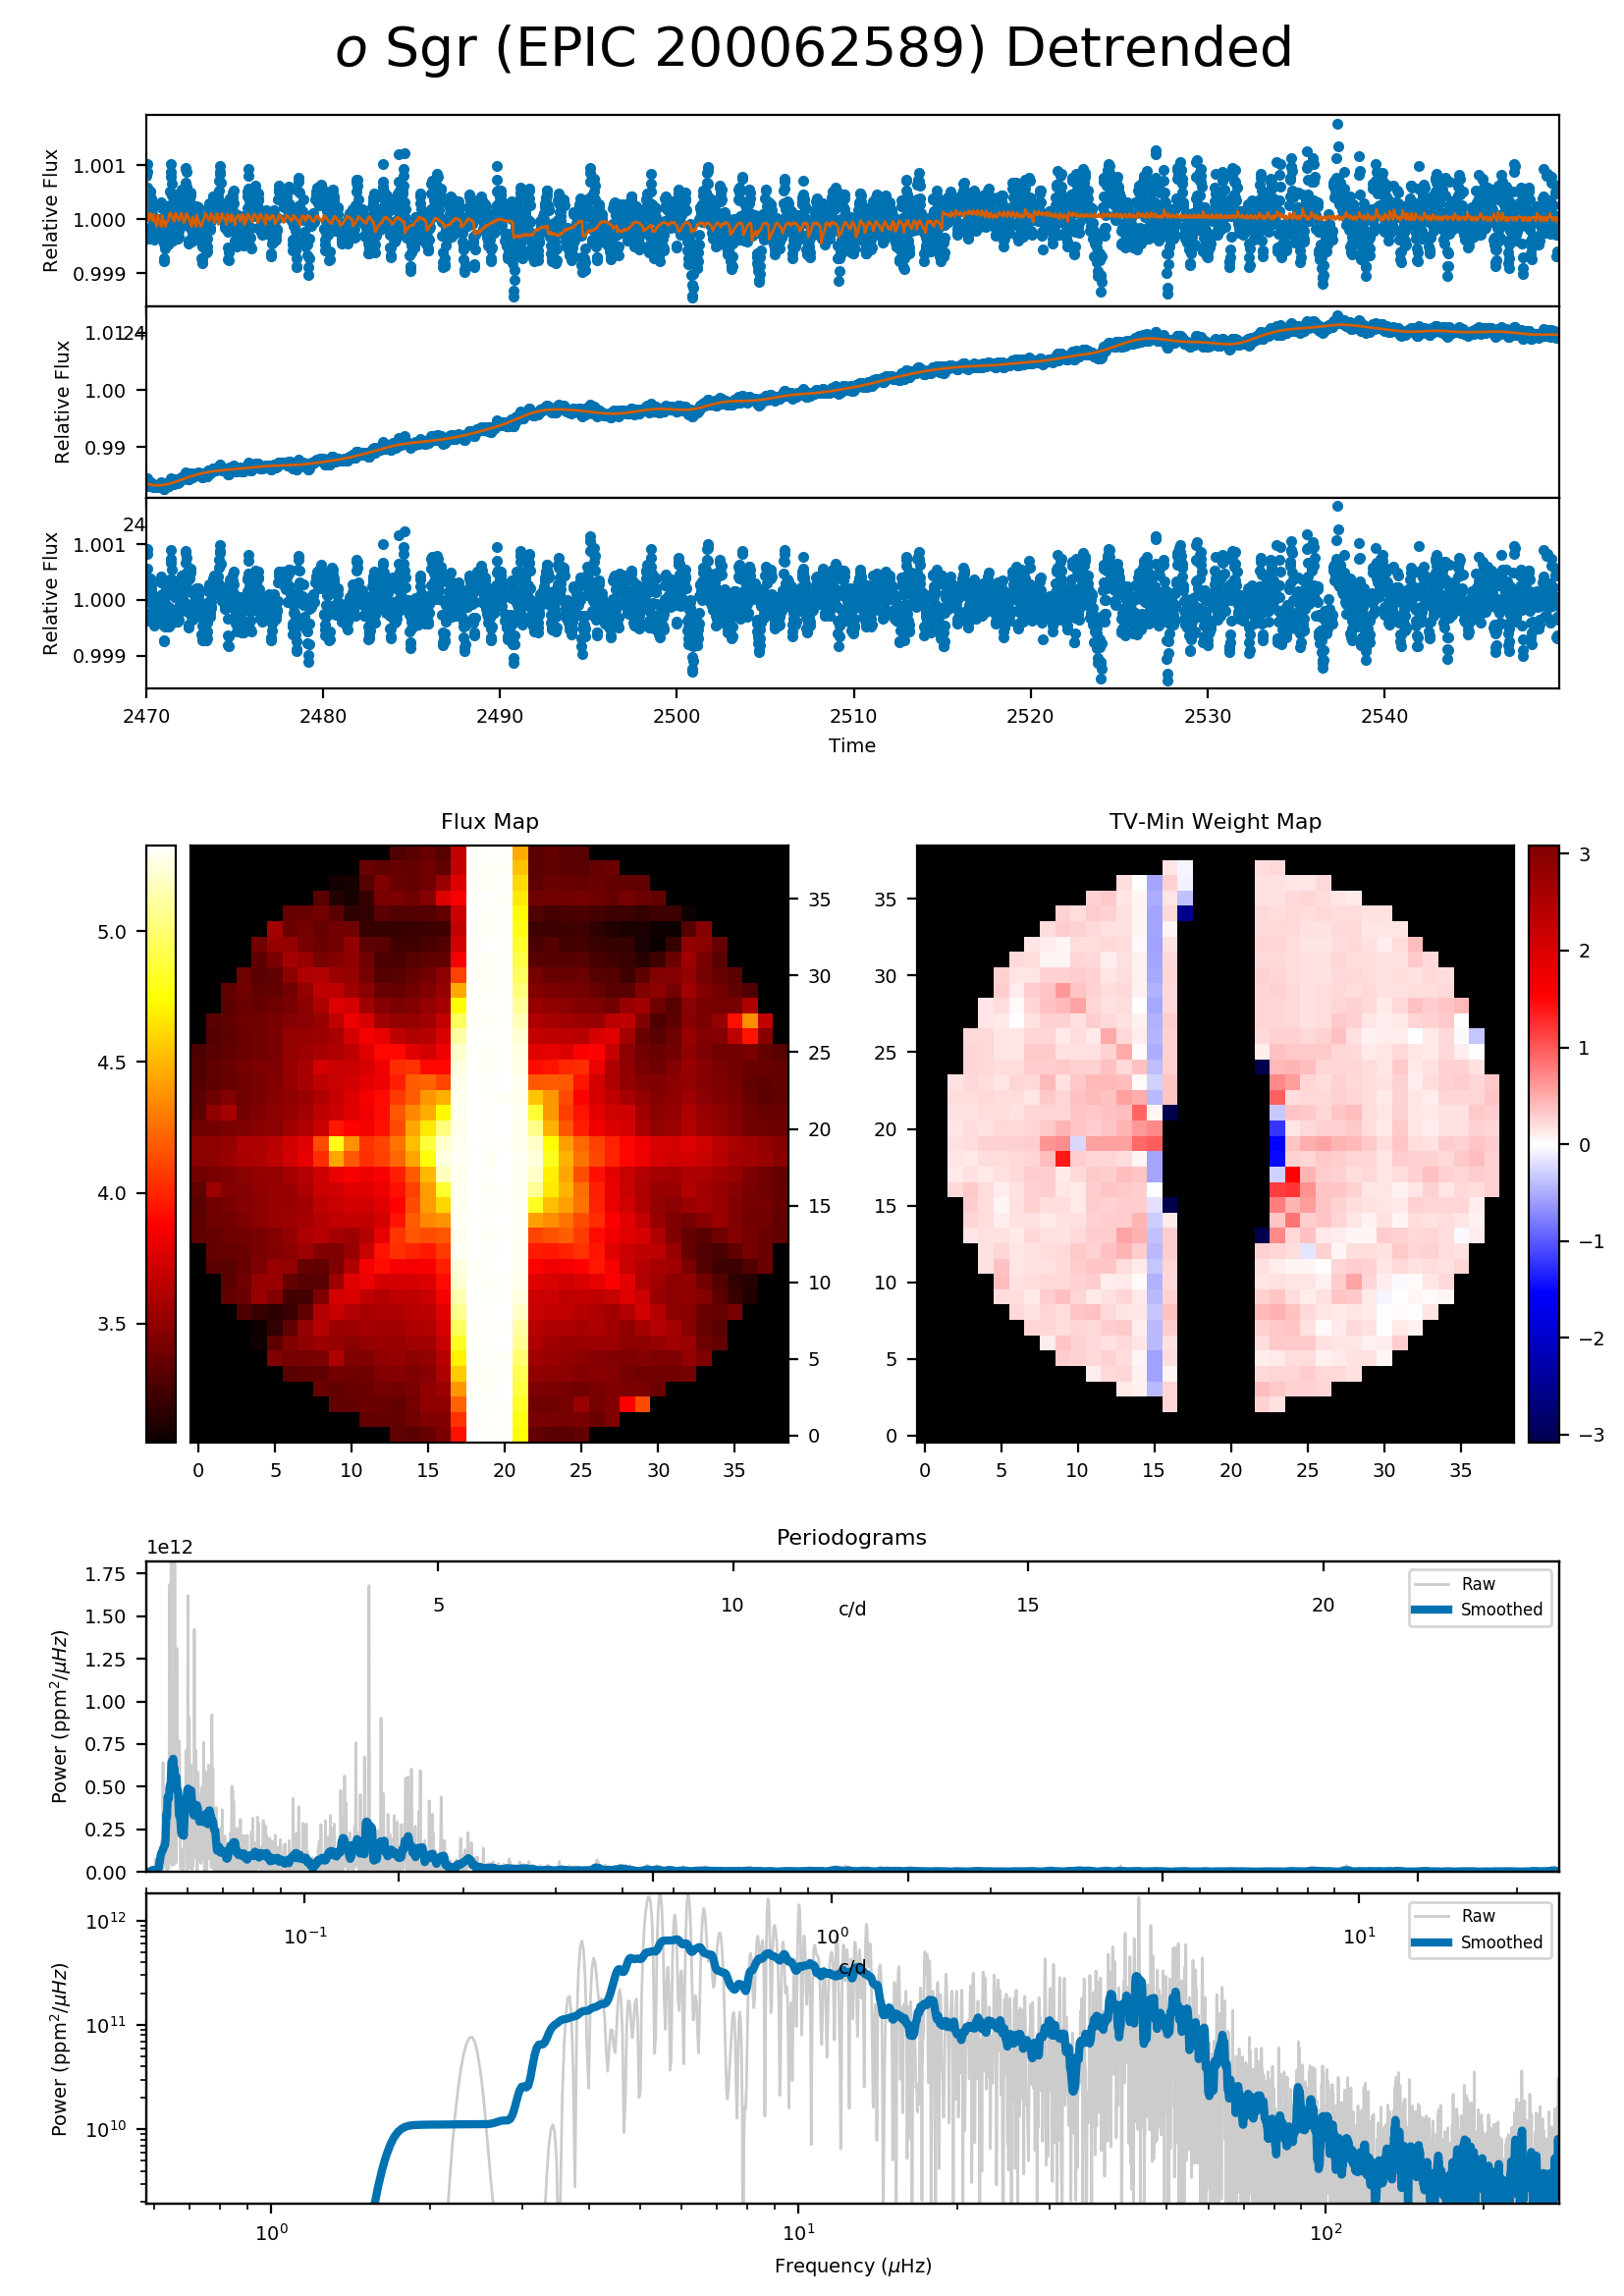 o Sgr (EPIC 200062589) Detrended
Relative Flux
1.001
1.000
0.999
Relative Flux
1.01
24
1.00
0.99
Relative Flux
24
1.001
1.000
0.999
2470 2480 2490 2500 2510 2520 2530 2540
Time
Flux Map
5.0
4.5
4.0
3.5
35
30
25
20
15
10
5
0
0 5 10 15 20 25 30 35
TV-Min Weight Map
35
30
25
20
15
10
5
0
0 5 10 15 20 25 30 35
3
2
1
0
−1
−2
−3
Periodograms
1e12
Power (ppm²/μHz)
1.75
1.50
1.25
1.00
0.75
0.50
0.25
0.00
5 10 15 20
c/d
Raw
Smoothed
Power (ppm²/μHz)
10¹²
10¹¹
10¹⁰
10⁻¹ 10⁰ 10¹
c/d
Raw
Smoothed
10⁰ 10¹ 10²
Frequency (μHz)